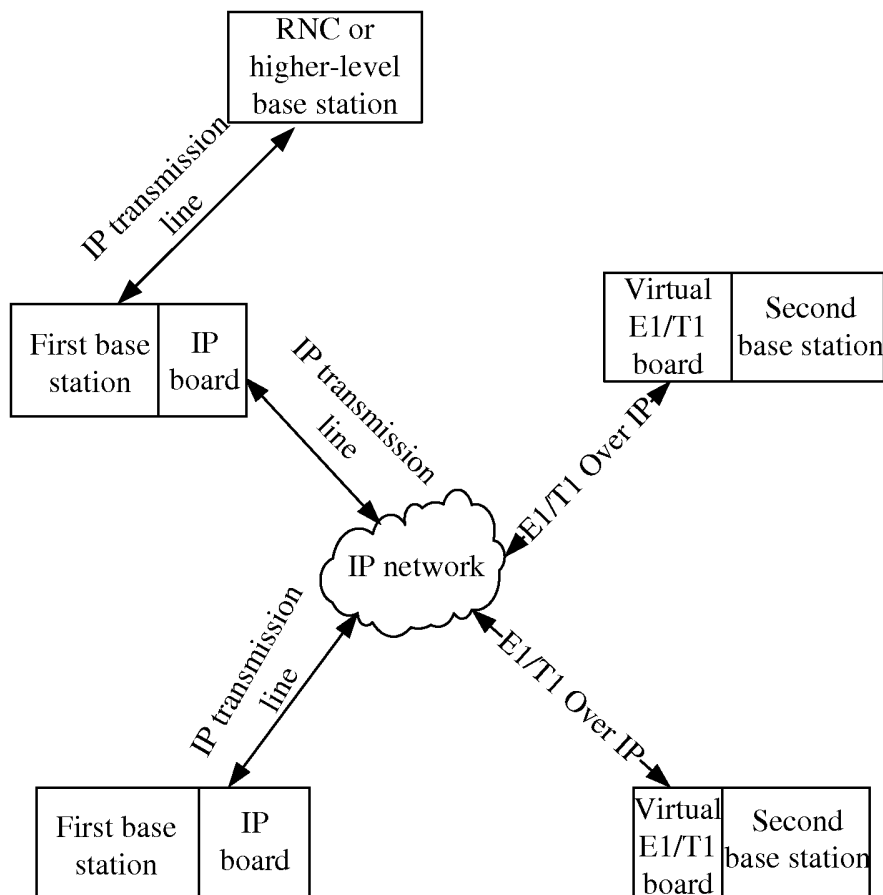 RNC or
higher-level
base station
IP transmission
line
First base
station
IP
board
Virtual
E1/T1
board
Second
base station
IP transmission
line
E1/T1 Over IP
IP network
IP transmission
line
E1/T1 Over IP
First base
station
IP
board
Virtual
E1/T1
board
Second
base station